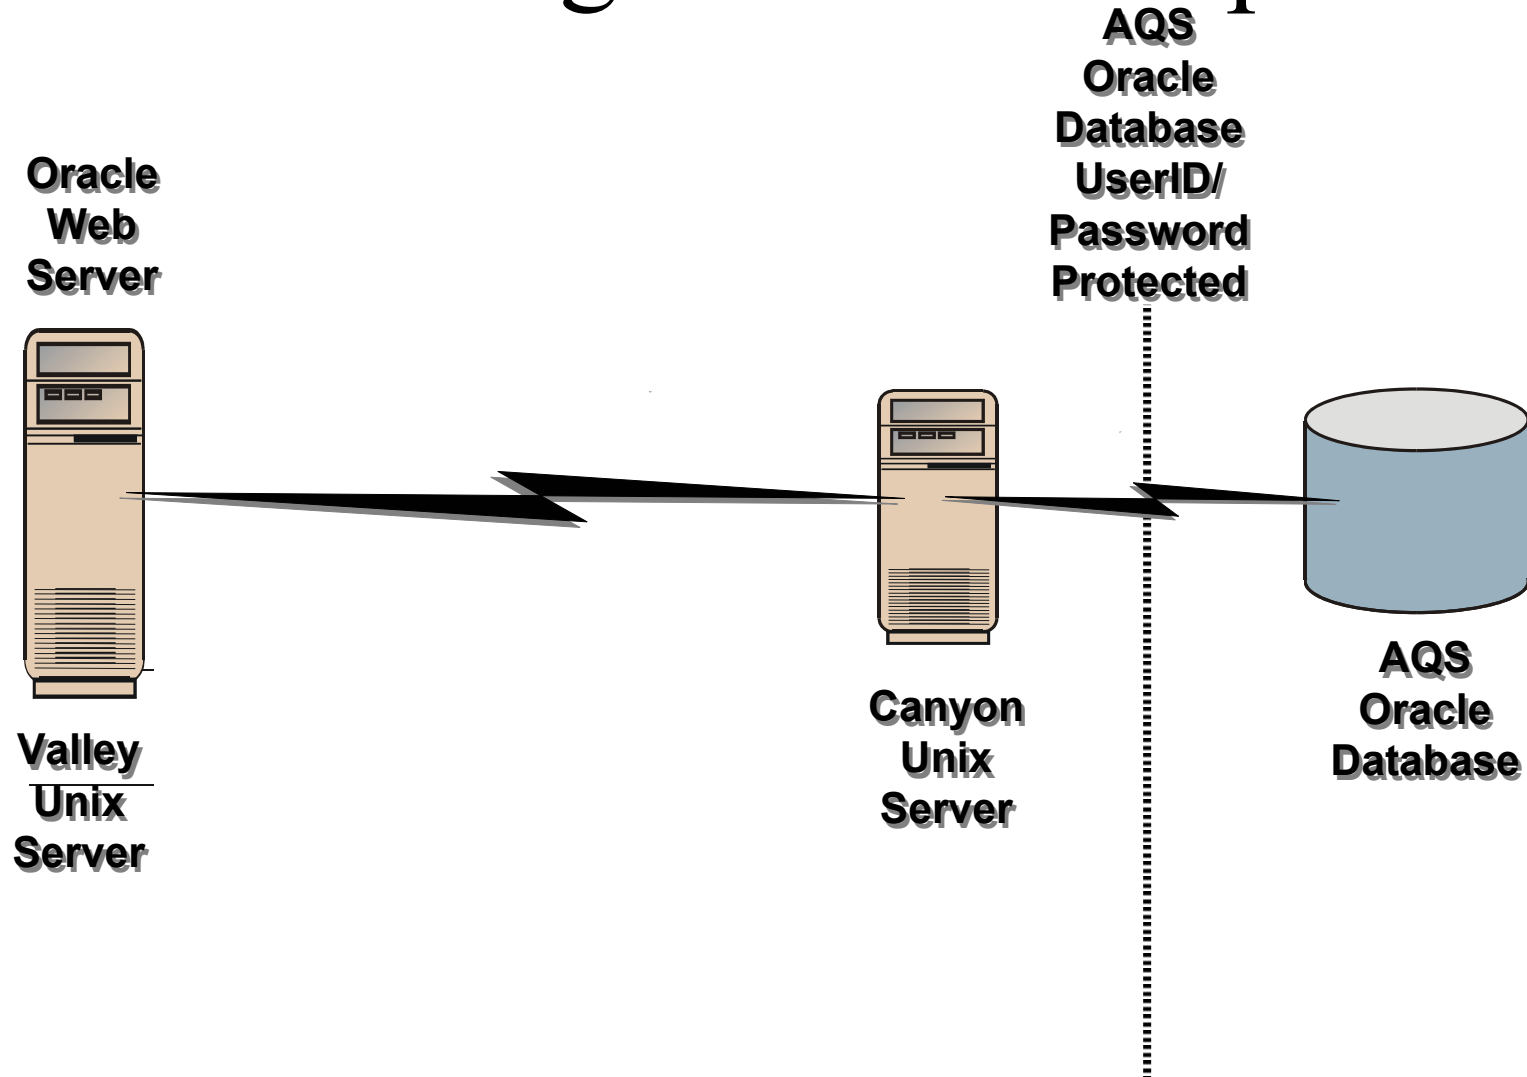 AQS
Oracle
Database
UserID/
Password
Protected
Oracle
Web
Server
Valley
Unix
Server
Canyon
Unix
Server
AQS
Oracle
Database